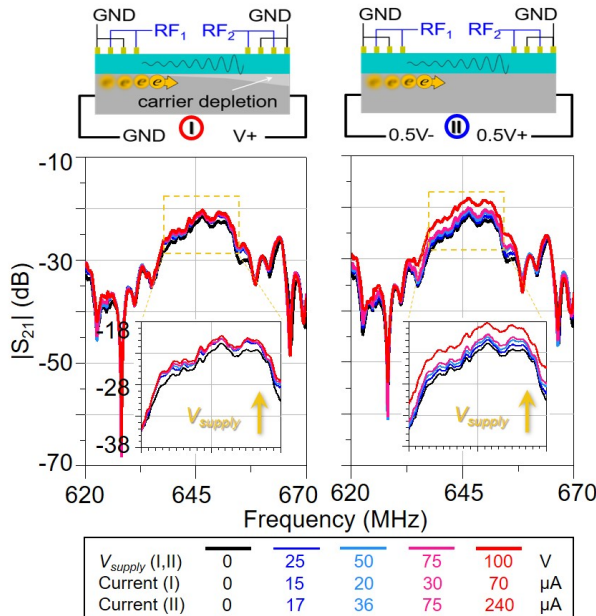 GND GND GND GND
RF1 RF2 RF1 RF2
e e e e e e e e
carrier depletion
GND I V+ 0.5V- II 0.5V+
-10
-30
-50
-70
|S21| (dB)
-18
-28
-38
Vsupply Vsupply
620 645 670 620 645 670
Frequency (MHz)
Vsupply (I,II) 0 25 50 75 100 V
Current (I) 0 15 20 30 70 µA
Current (II) 0 17 36 75 240 µA